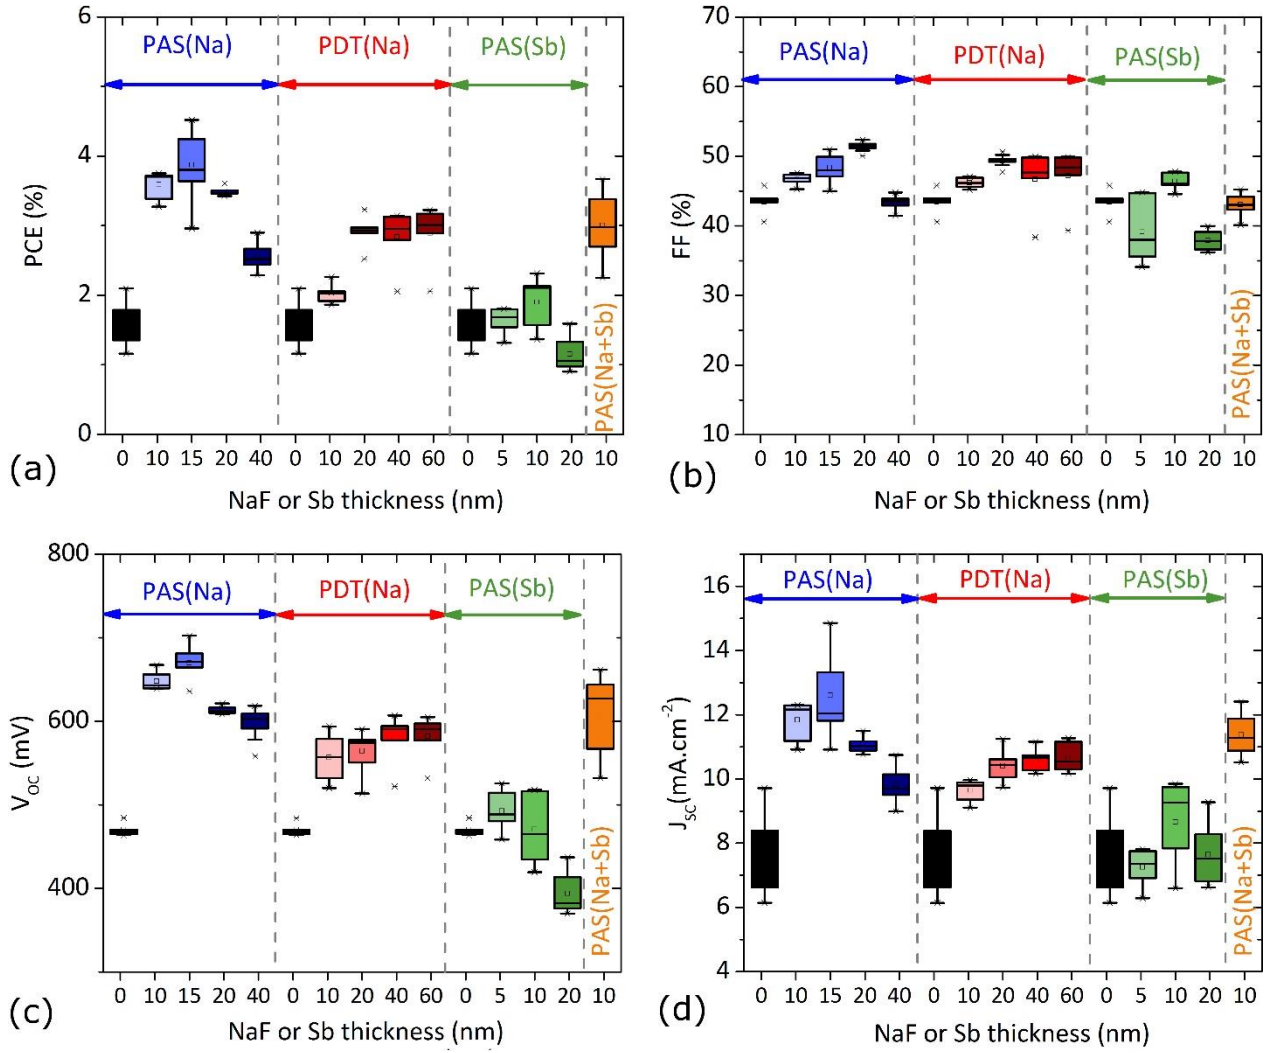 6
4
2
0
PCE (%)
PAS(Na)
PDT(Na)
PAS(Sb)
PAS(Na+Sb)
0 10 15 20 40 0 10 20 40 60 0 5 10 20 10
(a)
NaF or Sb thickness (nm)
70
60
50
40
30
20
10
FF (%)
PAS(Na)
PDT(Na)
PAS(Sb)
PAS(Na+Sb)
0 10 15 20 40 0 10 20 40 60 0 5 10 20 10
(b)
NaF or Sb thickness (nm)
800
600
400
VOC (mV)
PAS(Na)
PDT(Na)
PAS(Sb)
PAS(Na+Sb)
0 10 15 20 40 0 10 20 40 60 0 5 10 20 10
(c)
NaF or Sb thickness (nm)
16
14
12
10
8
6
4
JSC(mA.cm-2)
PAS(Na)
PDT(Na)
PAS(Sb)
PAS(Na+Sb)
0 10 15 20 40 0 10 20 40 60 0 5 10 20 10
(d)
NaF or Sb thickness (nm)